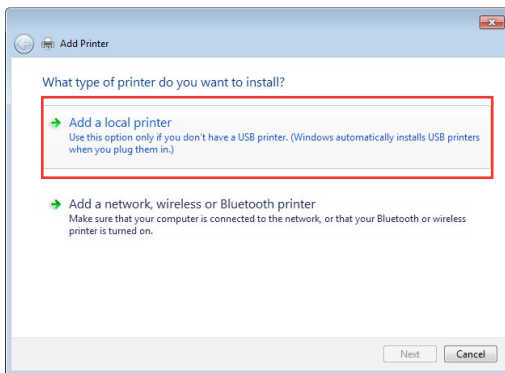 Add Printer
What type of printer do you want to install?
Add a local printer
Use this option only if you don't have a USB printer. (Windows automatically installs USB printers
when you plug them in.)
Add a network, wireless or Bluetooth printer
Make sure that your computer is connected to the network, or that your Bluetooth or wireless
printer is turned on.
Next
Cancel